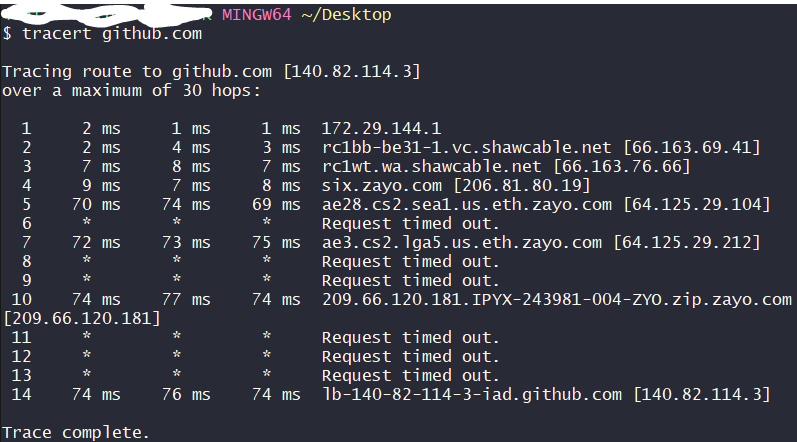 MINGW64 ~/Desktop
$ tracert github.com
Tracing route to github.com [140.82.114.3]
over a maximum of 30 hops:
1 2 ms 1 ms 1 ms 172.29.144.1
2 2 ms 4 ms 3 ms rc1bb-be31-1.vc.shawcable.net [66.163.69.41]
3 7 ms 8 ms 7 ms rc1wt.wa.shawcable.net [66.163.76.66]
4 9 ms 7 ms 8 ms six.zayo.com [206.81.80.19]
5 70 ms 74 ms 69 ms ae28.cs2.sea1.us.eth.zayo.com [64.125.29.104]
6 * * * Request timed out.
7 72 ms 73 ms 75 ms ae3.cs2.lga5.us.eth.zayo.com [64.125.29.212]
8 * * * Request timed out.
9 * * * Request timed out.
10 74 ms 77 ms 74 ms 209.66.120.181.IPYX-243981-004-ZYO.zip.zayo.com
[209.66.120.181]
11 * * * Request timed out.
12 * * * Request timed out.
13 * * * Request timed out.
14 74 ms 76 ms 74 ms lb-140-82-114-3-iad.github.com [140.82.114.3]
Trace complete.